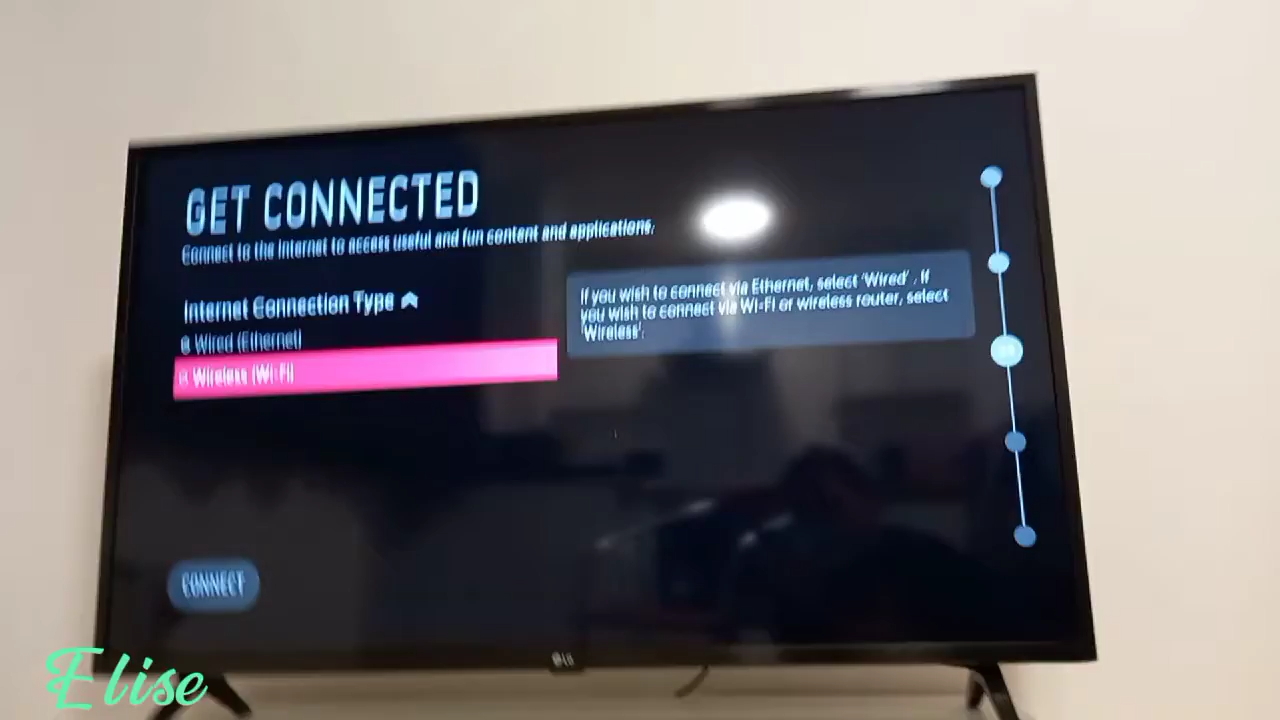 GET CONNECTED
Connect to the Internet to access useful and fun content and applications.
Internet Connection Type
If you wish to connect via Ethernet, select 'Wired' . If
you wish to connect via Wi-Fi or wireless router, select
'Wireless'.
Wired (Ethernet)
Wireless (Wi-Fi)
CONNECT
LG
Elise